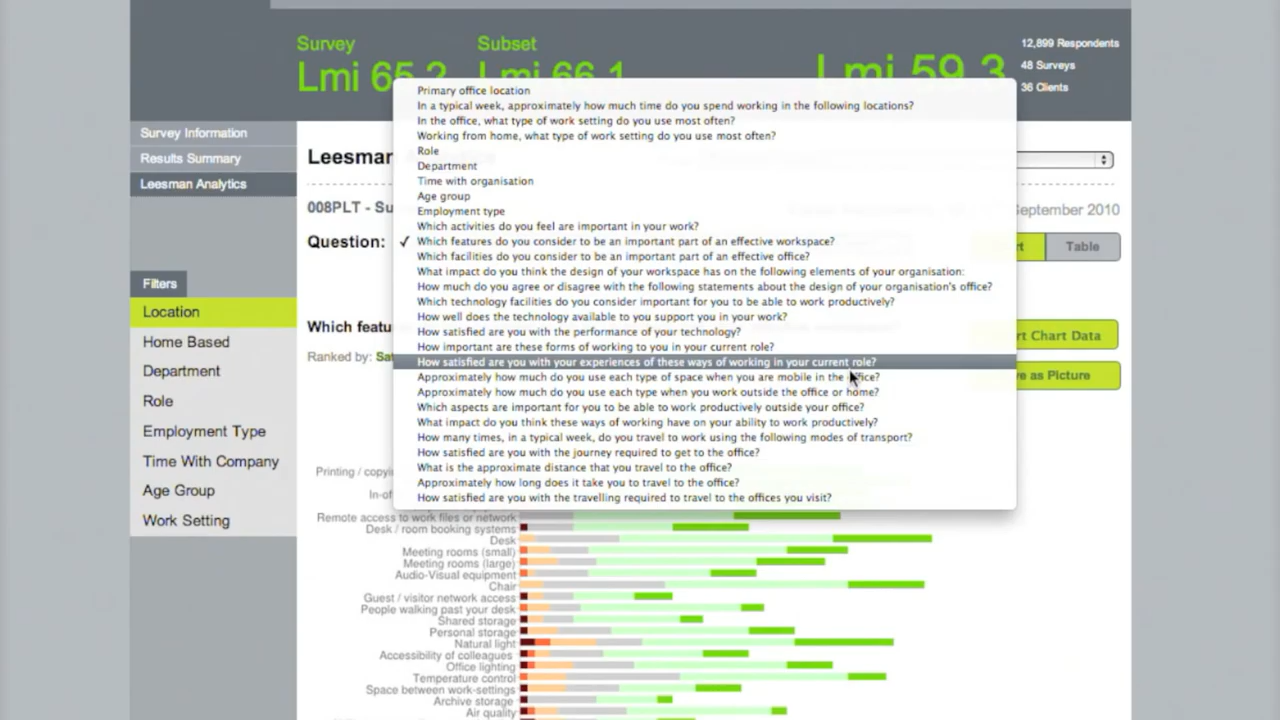 Survey
Subset
12,899 Respondents
Lmi 65.2
Lmi 66.1
Lmi 59.3
48 Surveys
36 Clients
Survey Information
Results Summary
Leesman Analytics
Leesman
008PLT - Su
September 2010
Question:
Table
Filters
Location
Home Based
Department
Role
Employment Type
Time With Company
Age Group
Work Setting
Primary office location
In a typical week, approximately how much time do you spend working in the following locations?
In the office, what type of work setting do you use most often?
Working from home, what type of work setting do you use most often?
Role
Department
Time with organisation
Age group
Employment type
Which activities do you feel are important in your work?
✓ Which features do you consider to be an important part of an effective workspace?
Which facilities do you consider to be an important part of an effective office?
What impact do you think the design of your workspace has on the following elements of your organisation:
How much do you agree or disagree with the following statements about the design of your organisation's office?
Which technology facilities do you consider important for you to be able to work productively?
How well does the technology available to you support you in your work?
How satisfied are you with the performance of your technology?
How important are these forms of working to you in your current role?
How satisfied are you with your experiences of these ways of working in your current role?
Approximately how much do you use each type of space when you are mobile in the office?
Approximately how much do you use each type when you work outside the office or home?
Which aspects are important for you to be able to work productively outside your office?
What impact do you think these ways of working have on your ability to work productively?
How many times, in a typical week, do you travel to work using the following modes of transport?
How satisfied are you with the journey required to get to the office?
What is the approximate distance that you travel to the office?
Approximately how long does it take you to travel to the office?
How satisfied are you with the travelling required to travel to the offices you visit?
Which featu
rt Chart Data
Ranked by: Sa
e as Picture
Printing / copyi
In-of
Remote access to work files or network
Desk / room booking systems
Desk
Meeting rooms (small)
Meeting rooms (large)
Audio-Visual equipment
Chair
Guest / visitor network access
People walking past your desk
Shared storage
Personal storage
Natural light
Accessibility of colleagues
Office lighting
Temperature control
Space between work-settings
Archive storage
Air quality